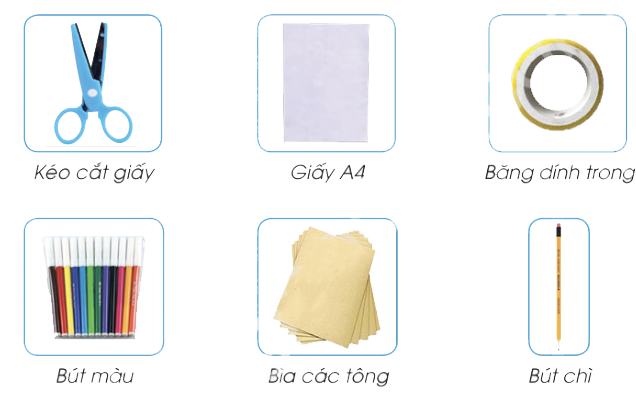 Kéo cắt giấy
Giấy A4
Băng dính trong
Bút màu
Bìa các tông
Bút chì